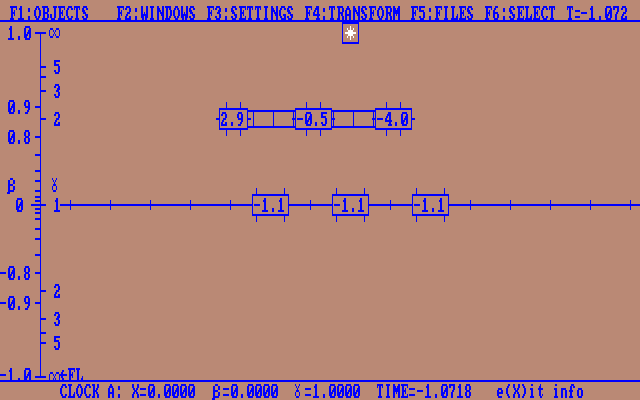 F1:OBJECTS F2:WINDOWS F3:SETTINGS F4:TRANSFORM F5:FILES F6:SELECT T=-1.072
1.0 ∞
5
3
0.9 2
2.9 -0.5 -4.0
0.8
β γ
0 1 -1.1 -1.1 -1.1
-0.8
2
-0.9
3
5
-1.0 ∞←FL
CLOCK A: X=0.0000 β=0.0000 γ=1.0000 TIME=-1.0718 e(X)it info